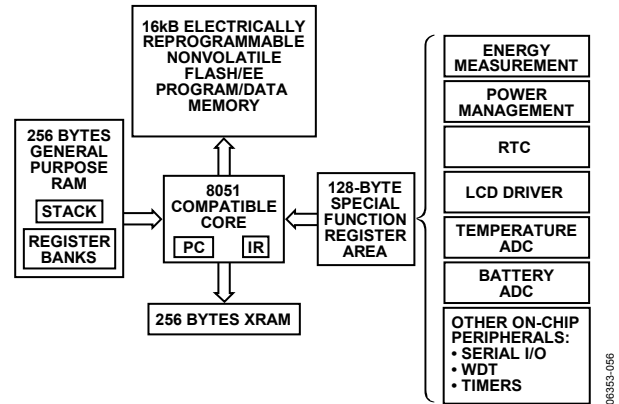 16kB ELECTRICALLY
REPROGRAMMABLE
NONVOLATILE
FLASH/EE
PROGRAM/DATA
MEMORY
256 BYTES
GENERAL
PURPOSE
RAM
STACK
REGISTER
BANKS
8051
COMPATIBLE
CORE
PC
IR
256 BYTES XRAM
128-BYTE
SPECIAL
FUNCTION
REGISTER
AREA
ENERGY
MEASUREMENT
POWER
MANAGEMENT
RTC
LCD DRIVER
TEMPERATURE
ADC
BATTERY
ADC
OTHER ON-CHIP
PERIPHERALS:
• SERIAL I/O
• WDT
• TIMERS
06353-056